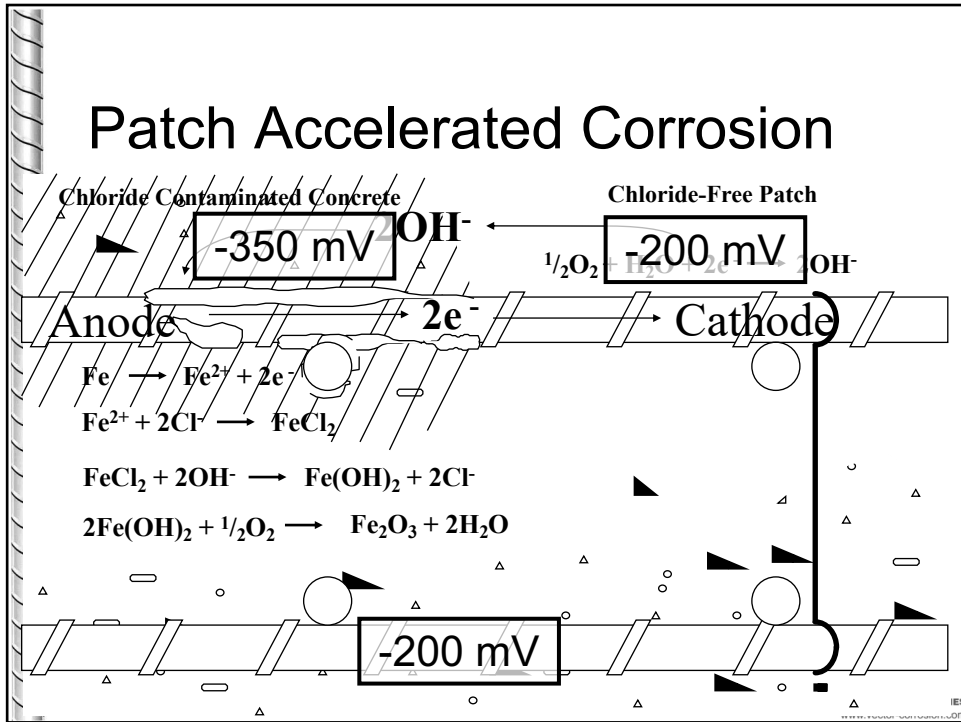 Patch Accelerated Corrosion
Chloride Contaminated Concrete
Chloride-Free Patch
2OH⁻
-350 mV
-200 mV
¹/₂O₂ + H₂O + 2e⁻ → 2OH⁻
Anode
2e⁻
Cathode
Fe → Fe²⁺ + 2e⁻
Fe²⁺ + 2Cl⁻ → FeCl₂
FeCl₂ + 2OH⁻ → Fe(OH)₂ + 2Cl⁻
2Fe(OH)₂ + ¹/₂O₂ → Fe₂O₃ + 2H₂O
-200 mV